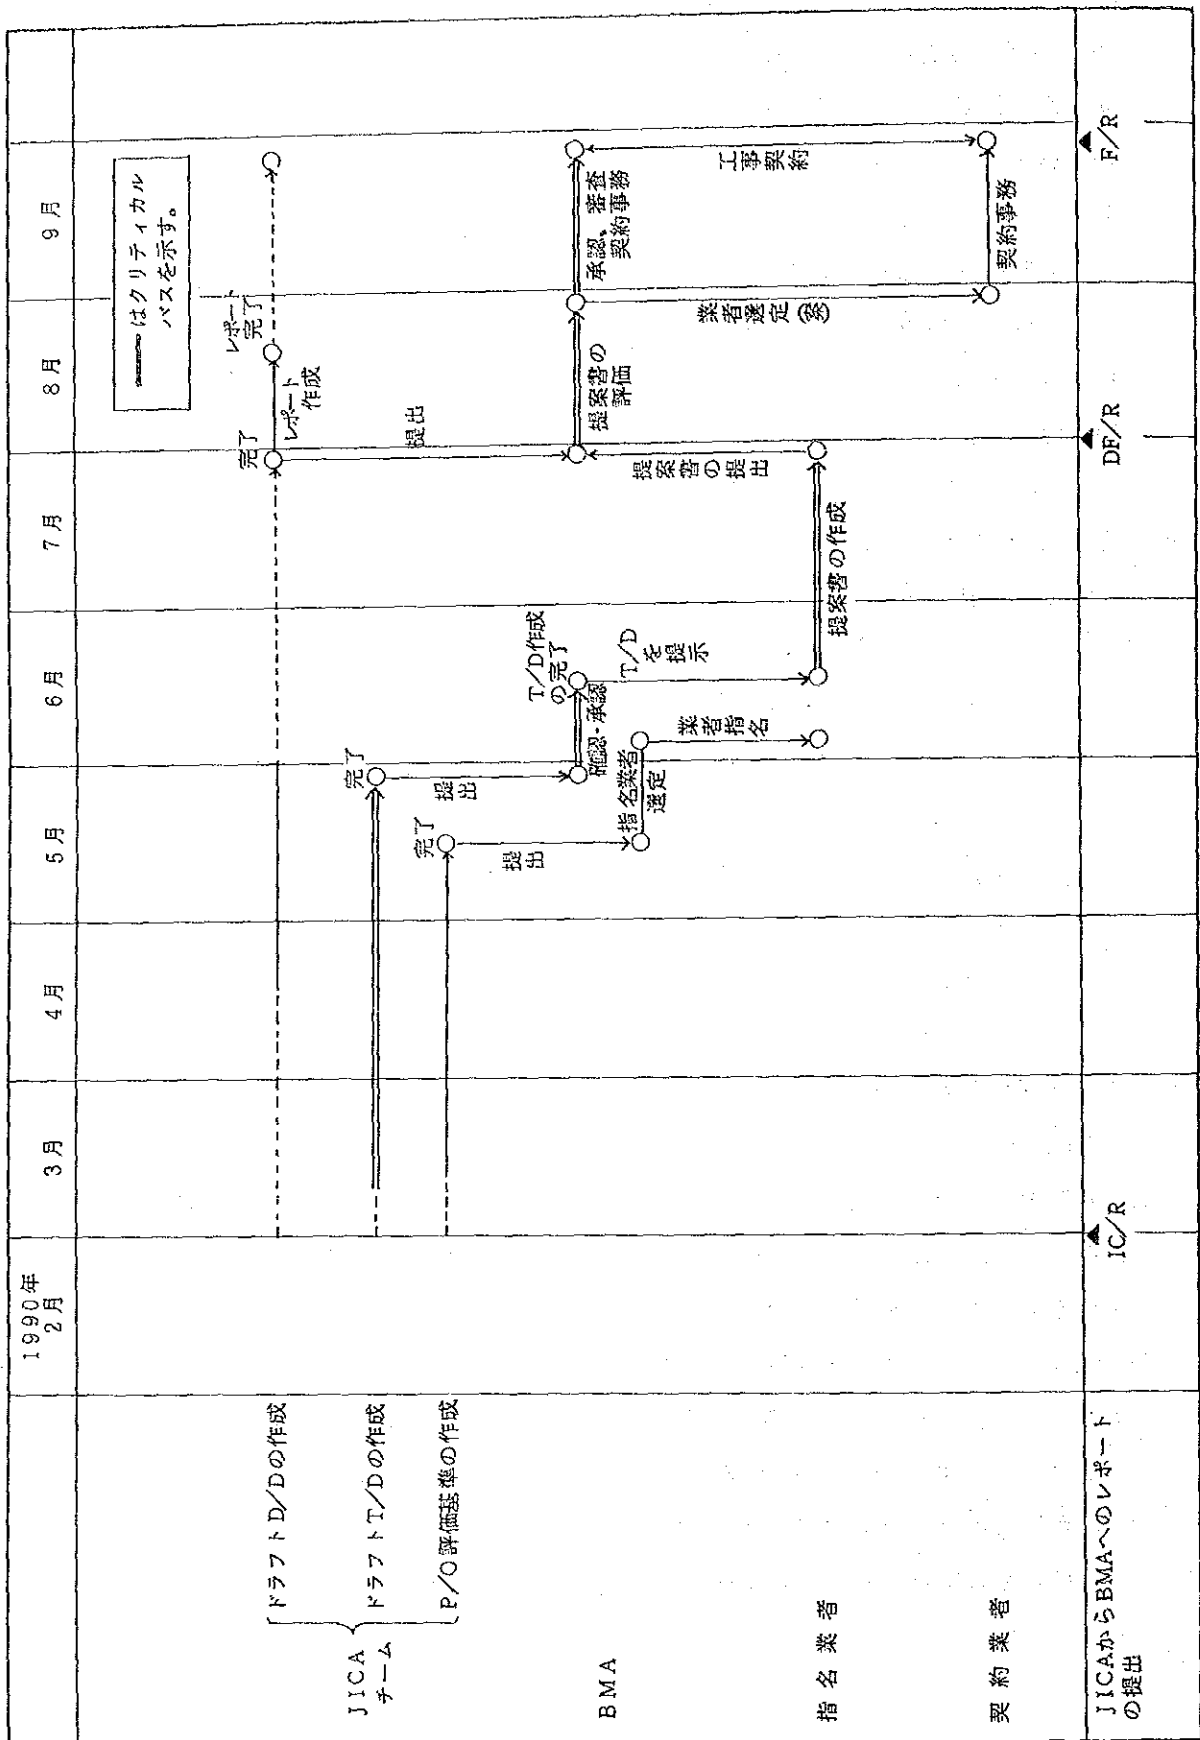 1990年
2月
3月
4月
5月
6月
7月
8月
9月
はクリティカル
パスを示す。
JICA
チーム
ドラフトD/Dの作成
完了
レポート
作成
レポート
完了
提出
ドラフトT/Dの作成
完了
提出
P/O評価基準の作成
完了
提出
BMA
確認・承認
T/D作成
の完了
T/D
を提示
指名業者
選定
業者指名
提案書の
評価
承認、審査
契約事務
指名業者
提案書の作成
提案書の提出
業者選定
工事契約
契約業者
契約事務
JICAからBMAへのレポート
の提出
IC/R
DF/R
F/R